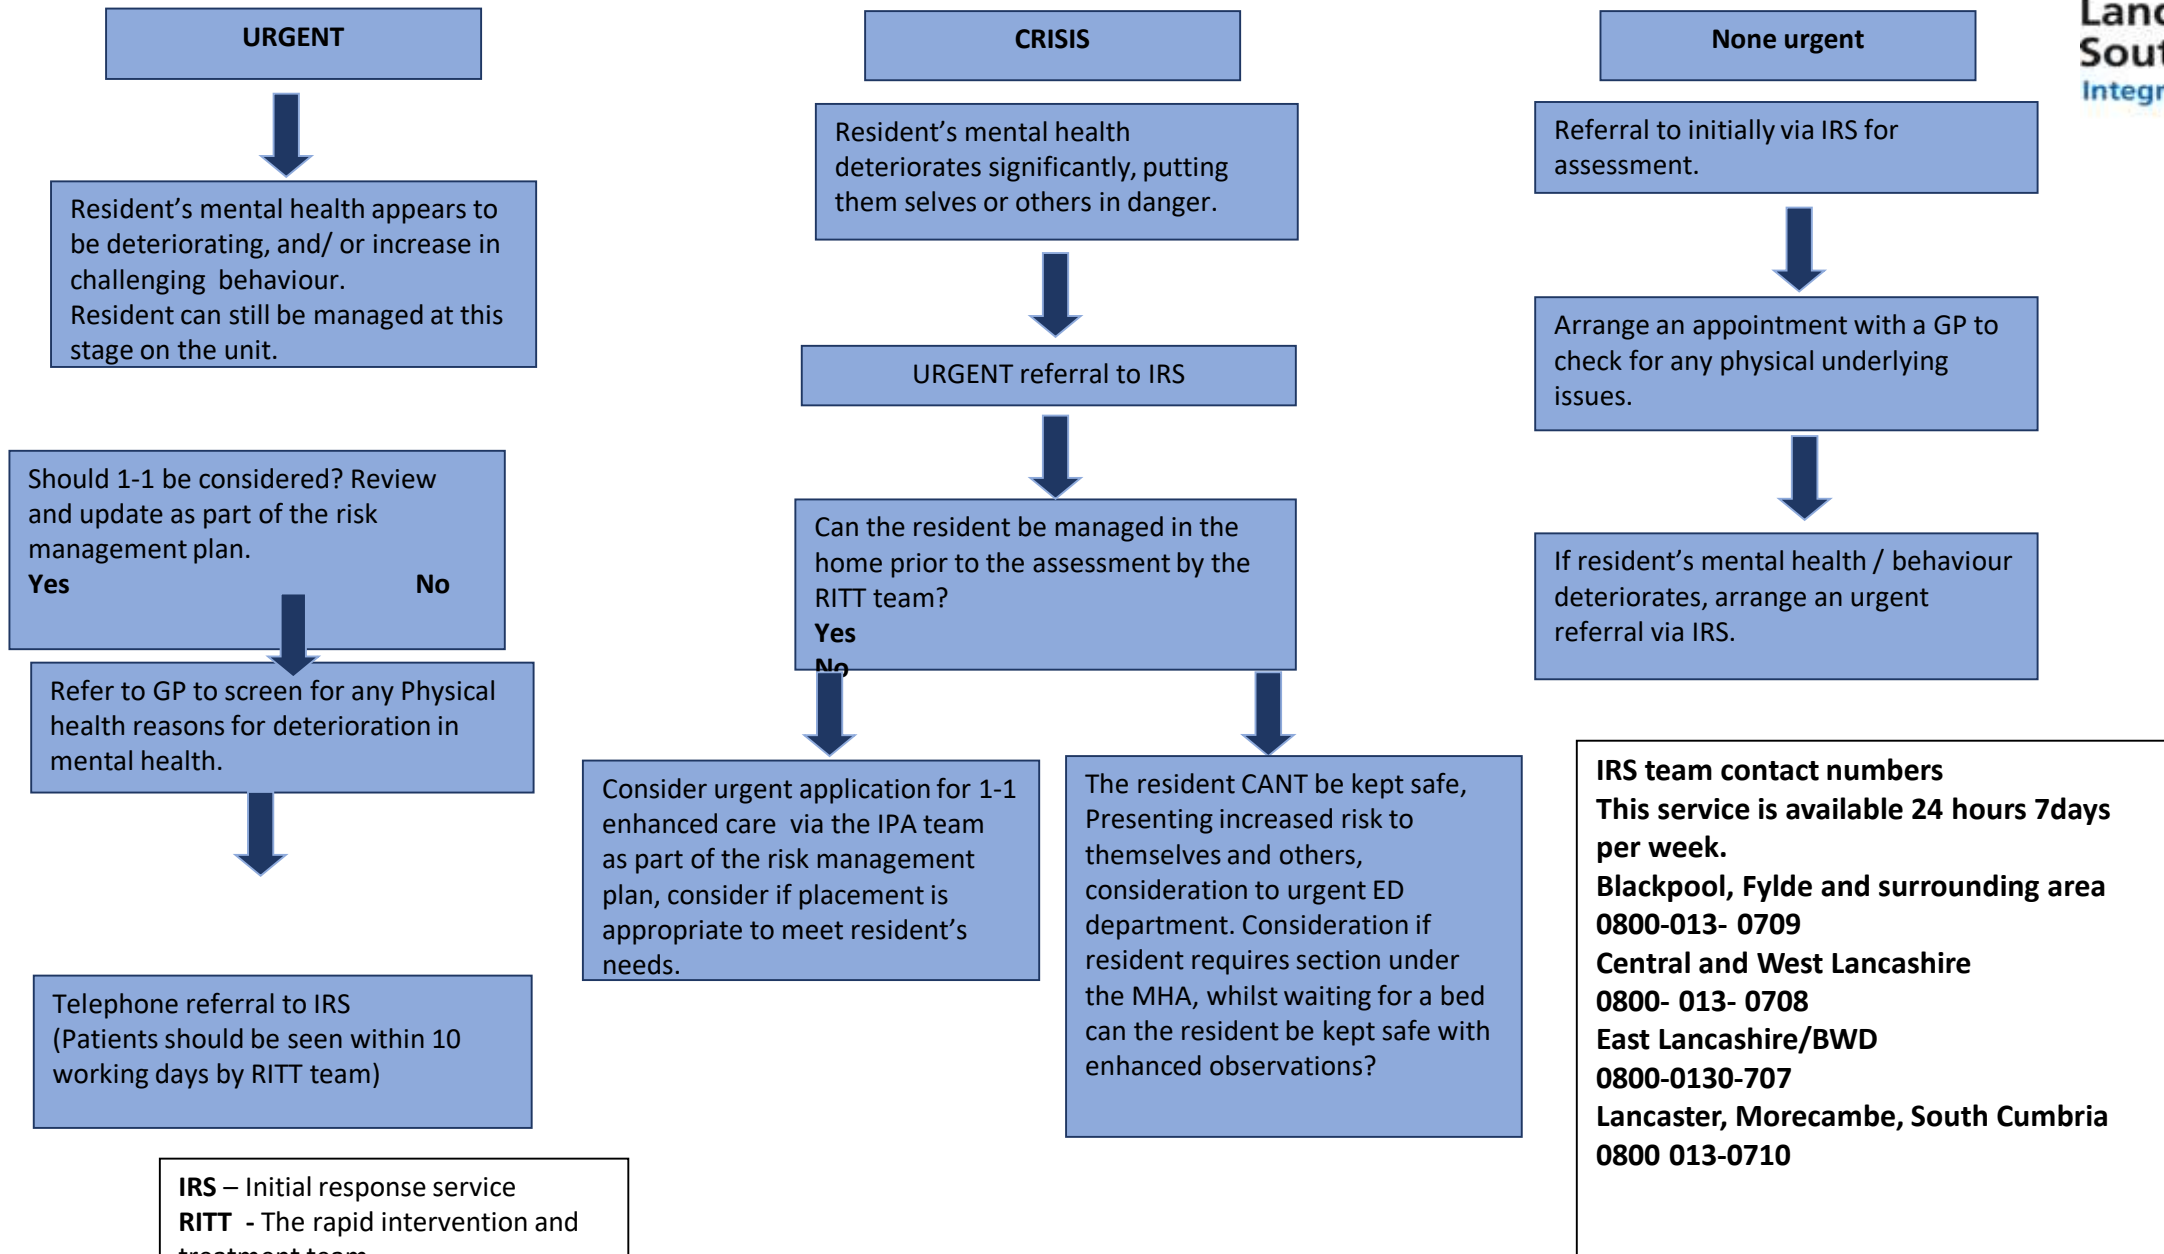 URGENT
Resident’s mental health appears to
be deteriorating, and/ or increase in
challenging behaviour.
Resident can still be managed at this
stage on the unit.
Should 1-1 be considered? Review
and update as part of the risk
management plan.
Yes No
Refer to GP to screen for any Physical
health reasons for deterioration in
mental health.
Telephone referral to IRS
(Patients should be seen within 10
working days by RITT team)
IRS – Initial response service
RITT - The rapid intervention and
treatment team
CRISIS
Resident’s mental health
deteriorates significantly, putting
them selves or others in danger.
URGENT referral to IRS
Can the resident be managed in the
home prior to the assessment by the
RITT team?
Yes
No
Consider urgent application for 1-1
enhanced care via the IPA team
as part of the risk management
plan, consider if placement is
appropriate to meet resident’s
needs.
The resident CANT be kept safe,
Presenting increased risk to
themselves and others,
consideration to urgent ED
department. Consideration if
resident requires section under
the MHA, whilst waiting for a bed
can the resident be kept safe with
enhanced observations?
None urgent
Referral to initially via IRS for
assessment.
Arrange an appointment with a GP to
check for any physical underlying
issues.
If resident’s mental health / behaviour
deteriorates, arrange an urgent
referral via IRS.
IRS team contact numbers
This service is available 24 hours 7days
per week.
Blackpool, Fylde and surrounding area
0800-013- 0709
Central and West Lancashire
0800- 013- 0708
East Lancashire/BWD
0800-0130-707
Lancaster, Morecambe, South Cumbria
0800 013-0710